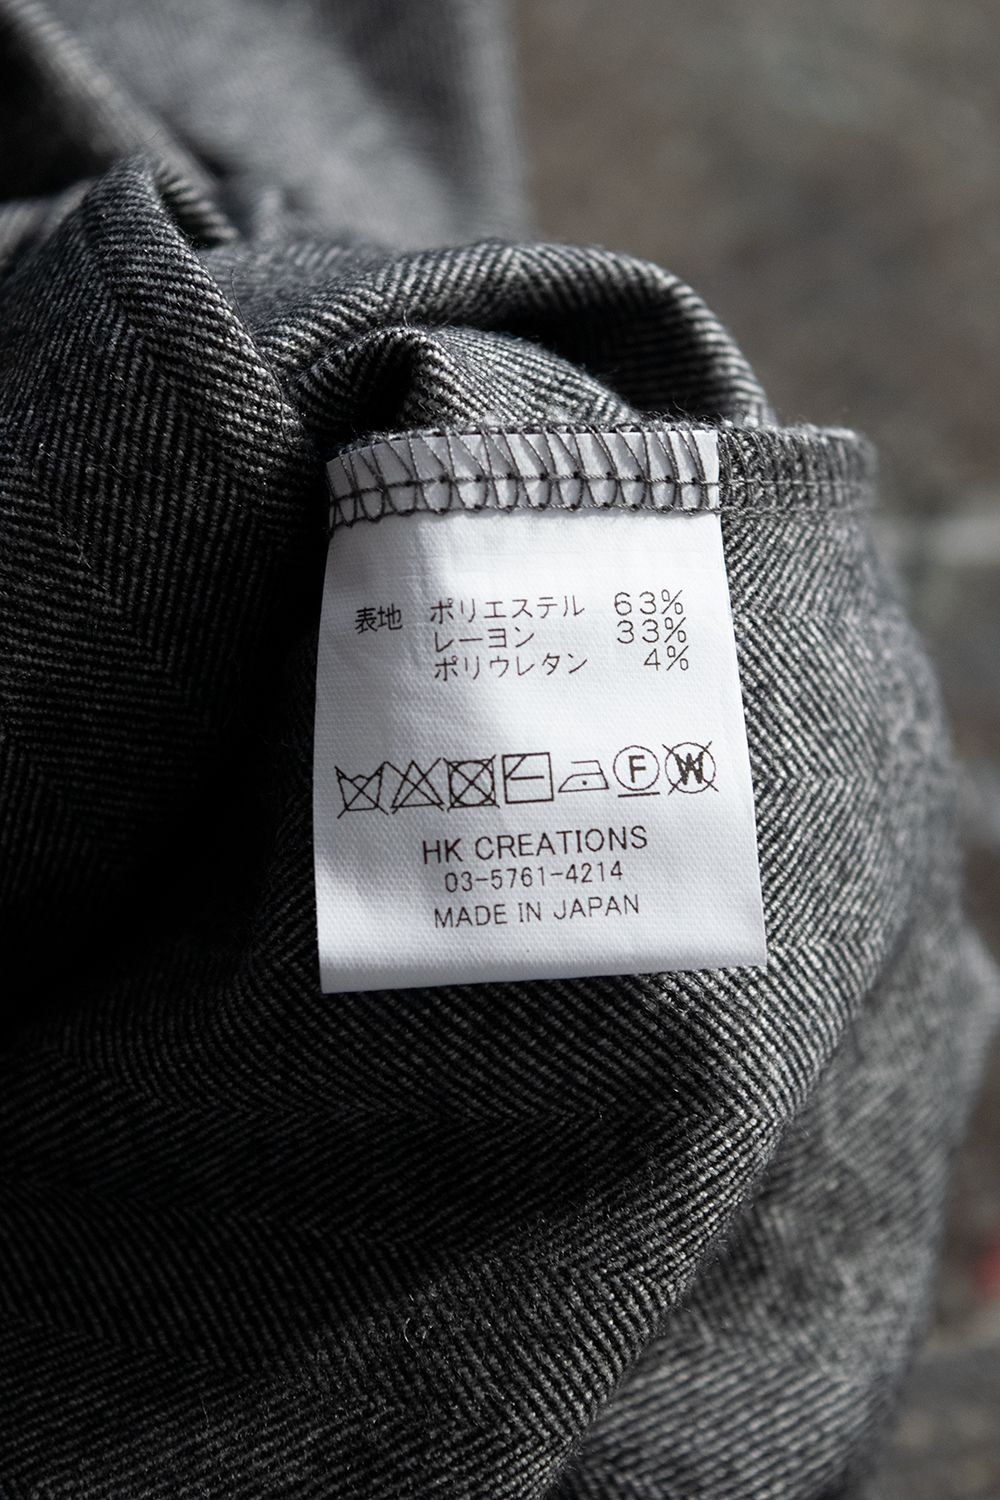 表地 ポリエステル 63%
レーヨン 33%
ポリウレタン 4%
F W
HK CREATIONS
03-5761-4214
MADE IN JAPAN